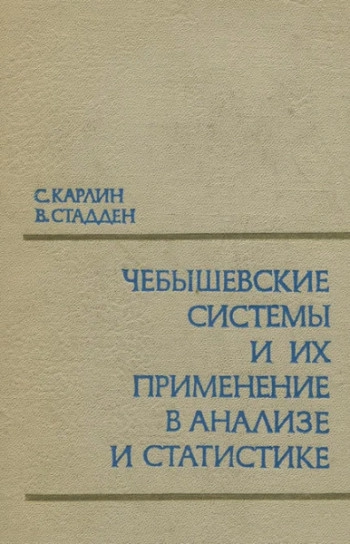 С. КАРЛИН
В. СТАДДЕН
ЧЕБЫШЕВСКИЕ
СИСТЕМЫ
И ИХ
ПРИМЕНЕНИЕ
В АНАЛИЗЕ
И СТАТИСТИКЕ